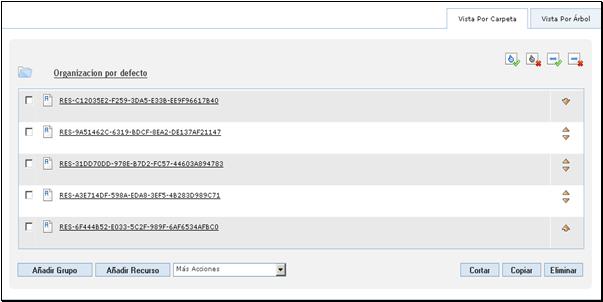 Vista Por Carpeta
Vista Por Árbol
Organizacion por defecto
RES-C12035E2-F259-3DA5-E33B-EE9F96617B40
RES-9A51462C-6319-BDCF-8EA2-DE137AF21147
RES-31DD70DD-978E-B7D2-FC57-44603A894783
RES-A3E714DF-598A-EDA8-3EF5-4B283D989C71
RES-6F444B52-E033-5C2F-989F-6AF6534AFBC0
Añadir Grupo
Añadir Recurso
Más Acciones
Cortar
Copiar
Eliminar